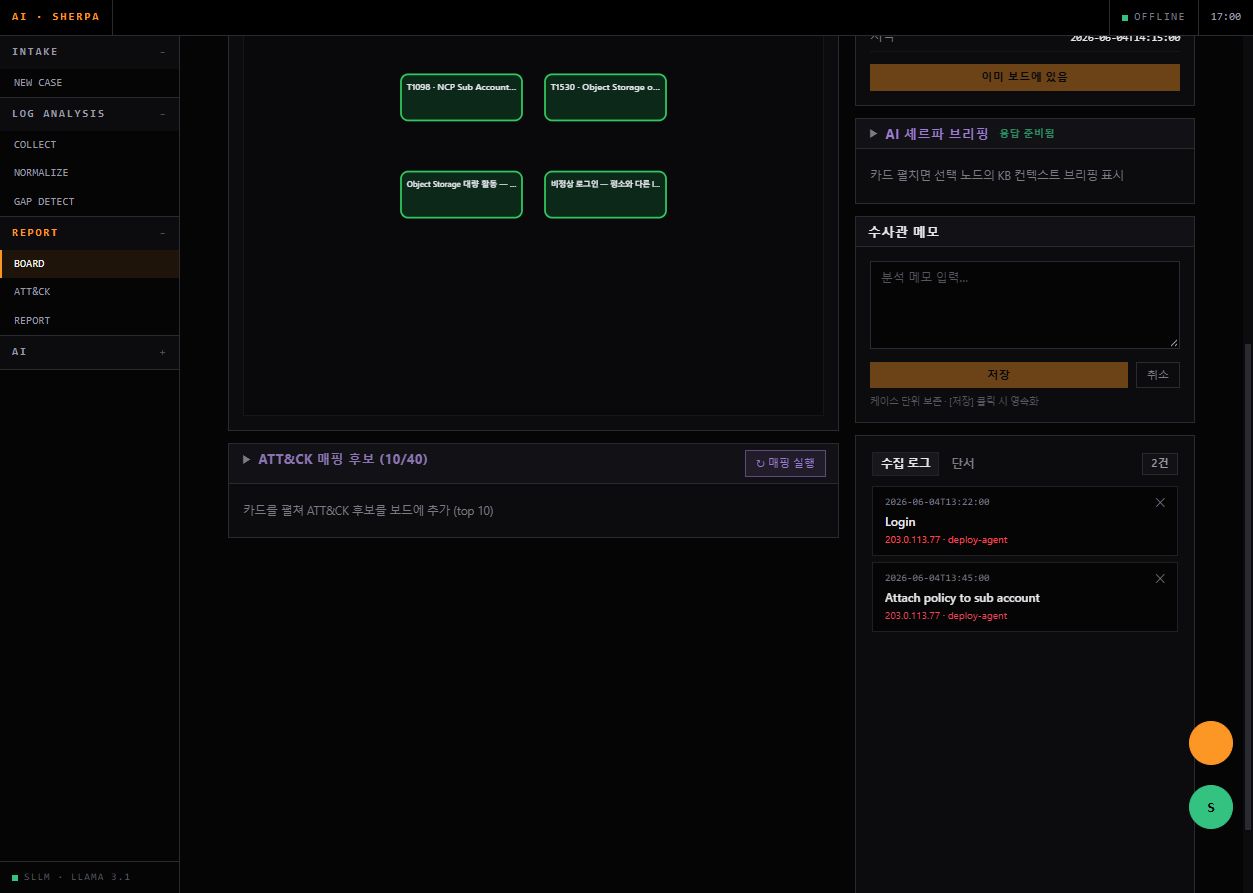 AI · SHERPA
OFFLINE
17:00
INTAKE
NEW CASE
LOG ANALYSIS
COLLECT
NORMALIZE
GAP DETECT
REPORT
BOARD
ATT&CK
REPORT
AI
SLLM · LLAMA 3.1
T1098 · NCP Sub Account...
T1530 · Object Storage o...
Object Storage 대량 활동 — ...
비정상 로그인 — 평소와 다른 I...
ATT&CK 매핑 후보 (10/40)
↻ 매핑 실행
카드를 펼쳐 ATT&CK 후보를 보드에 추가 (top 10)
2026-06-04T14:15:00
이미 보드에 있음
AI 셰르파 브리핑 응답 준비됨
카드 펼치면 선택 노드의 KB 컨텍스트 브리핑 표시
수사관 메모
분석 메모 입력...
저장
취소
케이스 단위 보존 · [저장] 클릭 시 영속화
수집 로그
단서
2건
2026-06-04T13:22:00
Login
203.0.113.77 · deploy-agent
2026-06-04T13:45:00
Attach policy to sub account
203.0.113.77 · deploy-agent
S